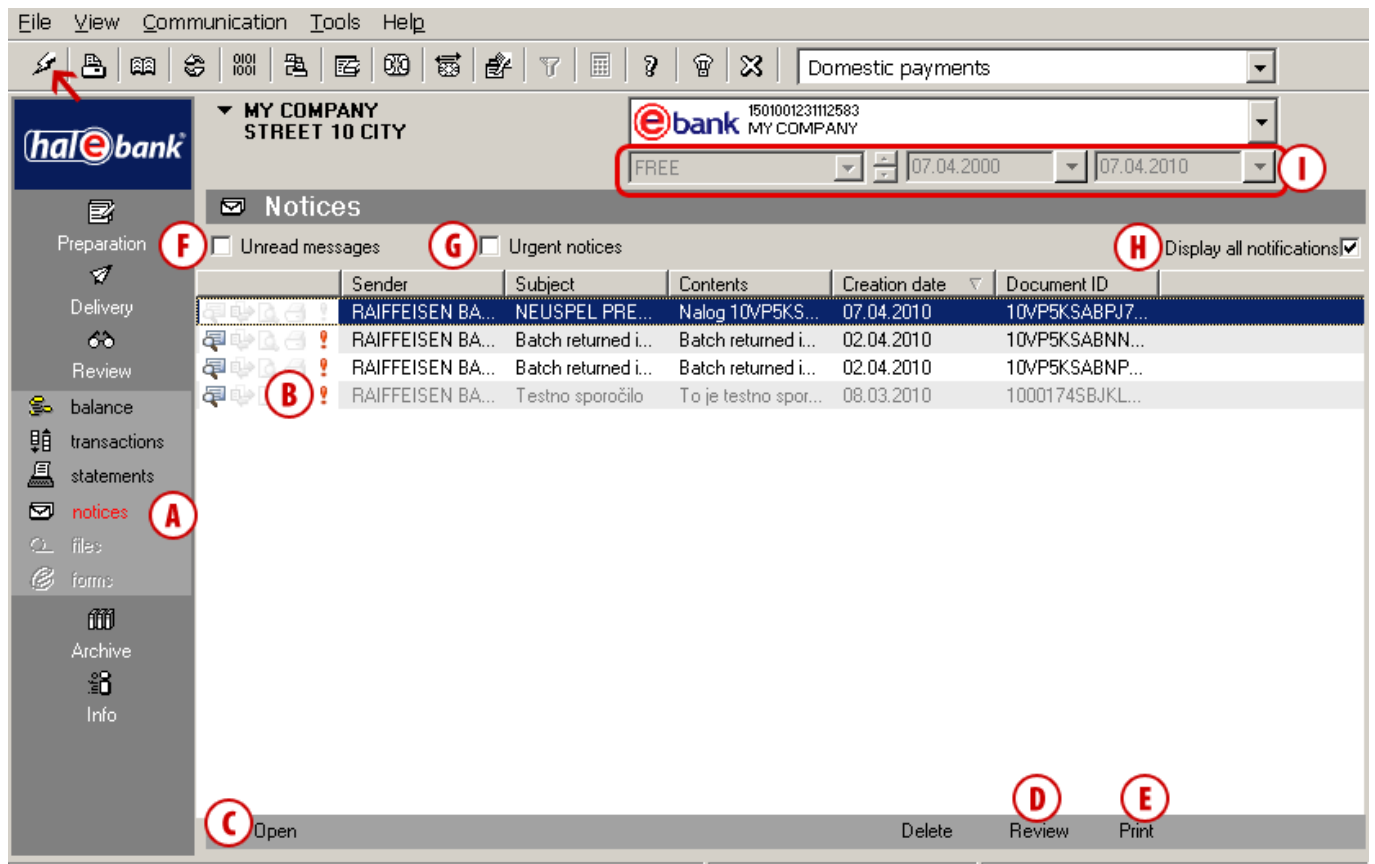 File View Communication Tools Help
Domestic payments
hal e bank
MY COMPANY
STREET 10 CITY
e bank 1501001231112583
MY COMPANY
FREE 07.04.2000 07.04.2010 I
Notices
Preparation F Unread messages G Urgent notices H Display all notifications
Sender Subject Contents Creation date Document ID
Delivery
RAIFFEISEN BA... NEUSPEL PRE... Nalog 10VP5KS... 07.04.2010 10VP5KSABPJ7...
RAIFFEISEN BA... Batch returned i... Batch returned i... 02.04.2010 10VP5KSABNN...
Review
RAIFFEISEN BA... Batch returned i... Batch returned i... 02.04.2010 10VP5KSABNP...
B RAIFFEISEN BA... Testno sporočilo To je testno spor... 08.03.2010 1000174SBJKL...
balance
transactions
statements
notices A
files
forms
Archive
Info
C Open Delete D Review E Print